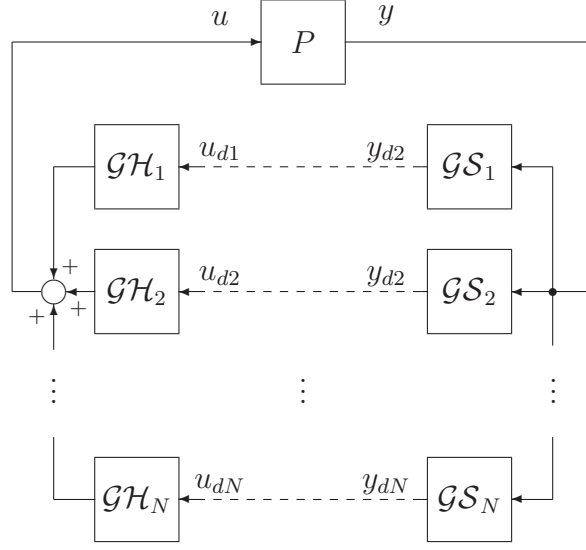 u P y
𝒢ℋ₁ u_{d1} y_{d2} 𝒢𝒮₁
+
𝒢ℋ₂ u_{d2} y_{d2} 𝒢𝒮₂
+ +
⋮ ⋮ ⋮
𝒢ℋ_N u_{dN} y_{dN} 𝒢𝒮_N